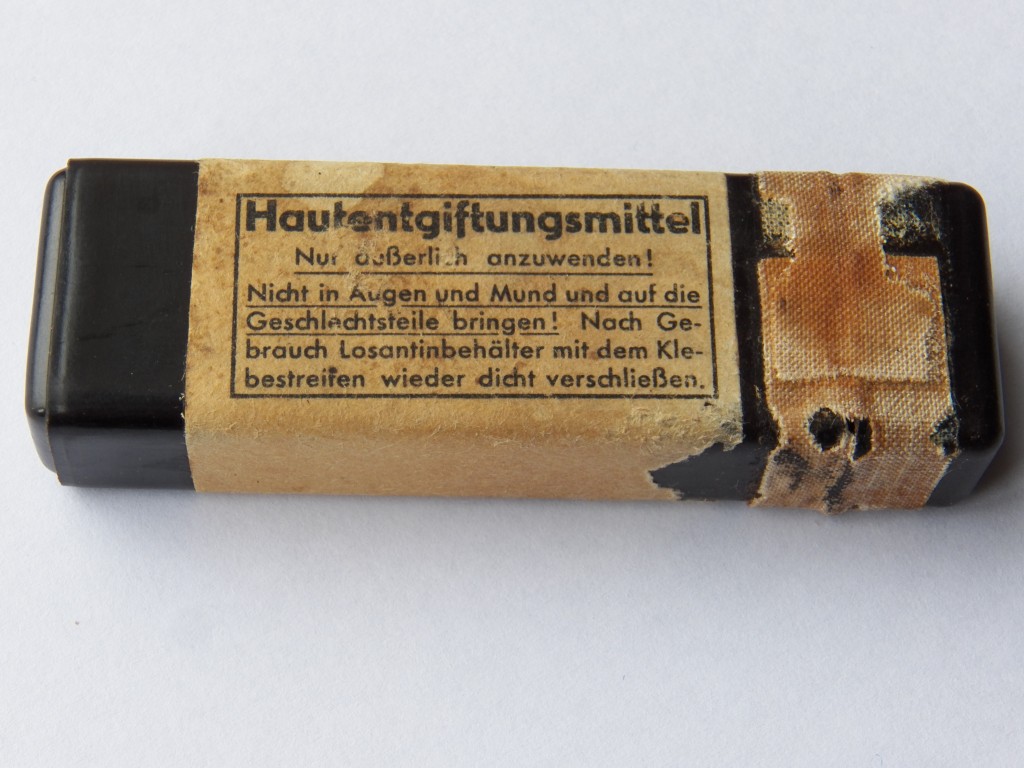 Hautentgiftungsmittel
Nur äußerlich anzuwenden!
Nicht in Augen und Mund und auf die
Geschlechtsteile bringen! Nach Ge-
brauch Losantinbehälter mit dem Kle-
bestreifen wieder dicht verschließen.